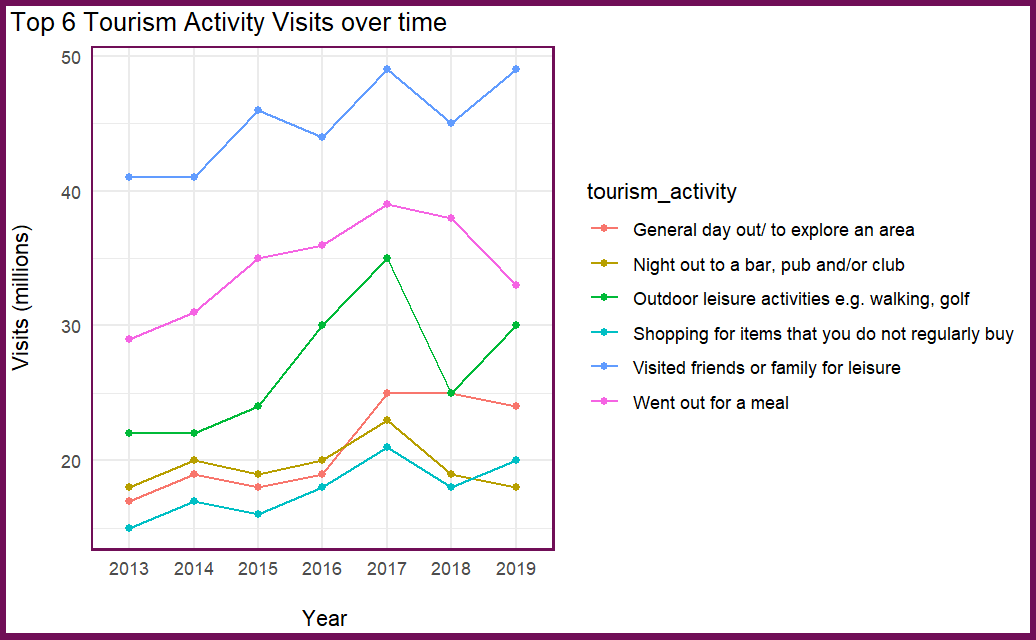 Top 6 Tourism Activity Visits over time
50
40
30
20
Visits (millions)
2013 2014 2015 2016 2017 2018 2019
Year
tourism_activity
General day out/ to explore an area
Night out to a bar, pub and/or club
Outdoor leisure activities e.g. walking, golf
Shopping for items that you do not regularly buy
Visited friends or family for leisure
Went out for a meal